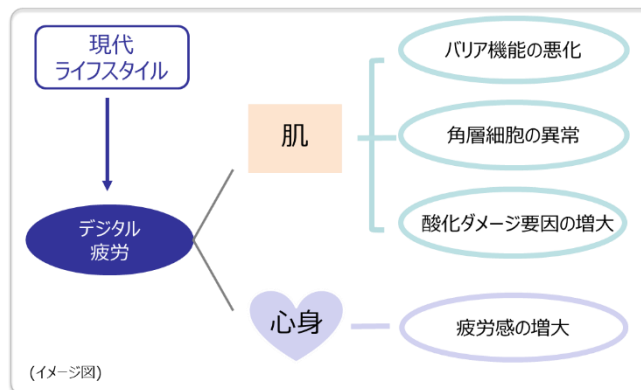 現代
ライフスタイル
デジタル
疲労
肌
心身
バリア機能の悪化
角層細胞の異常
酸化ダメージ要因の増大
疲労感の増大
(イメージ図)